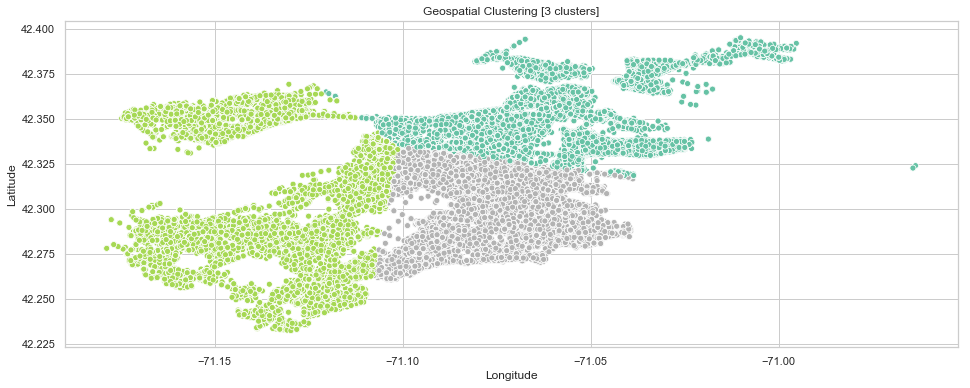 Geospatial Clustering [3 clusters]
42.400
42.375
42.350
42.325
42.300
42.275
42.250
42.225
Latitude
−71.15 −71.10 −71.05 −71.00
Longitude